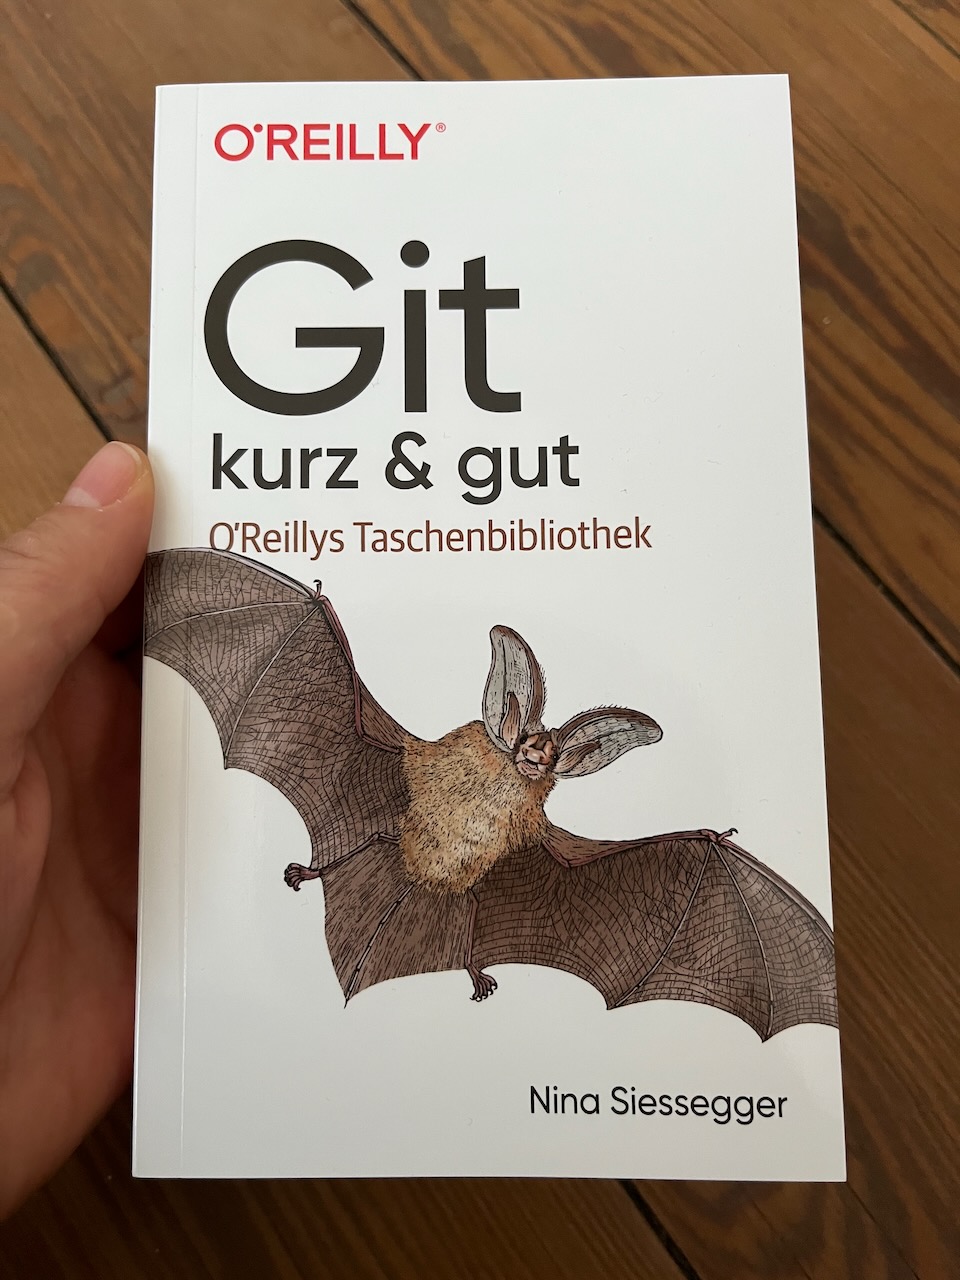 O'REILLY®
Git
kurz & gut
O'Reillys Taschenbibliothek
Nina Siessegger